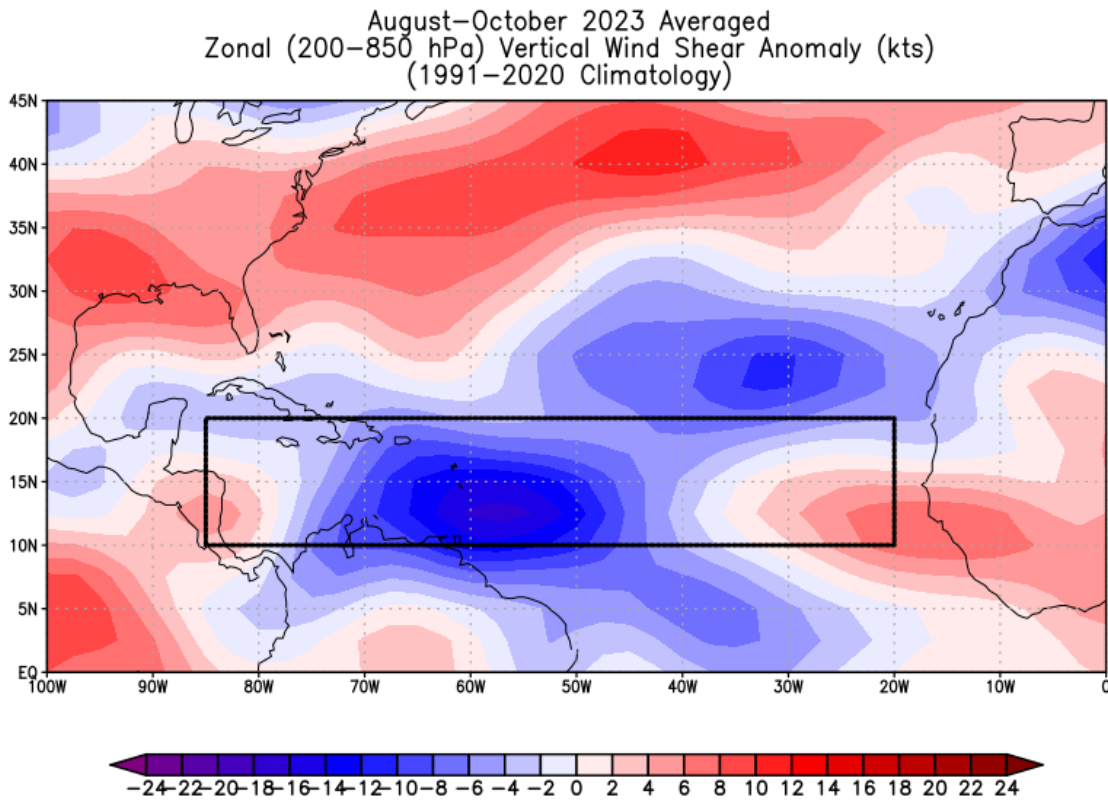 August-October 2023 Averaged
Zonal (200-850 hPa) Vertical Wind Shear Anomaly (kts)
(1991-2020 Climatology)
45N
40N
35N
30N
25N
20N
15N
10N
5N
EQ
100W 90W 80W 70W 60W 50W 40W 30W 20W 10W 0
-24 -22 -20 -18 -16 -14 -12 -10 -8 -6 -4 -2 0 2 4 6 8 10 12 14 16 18 20 22 24